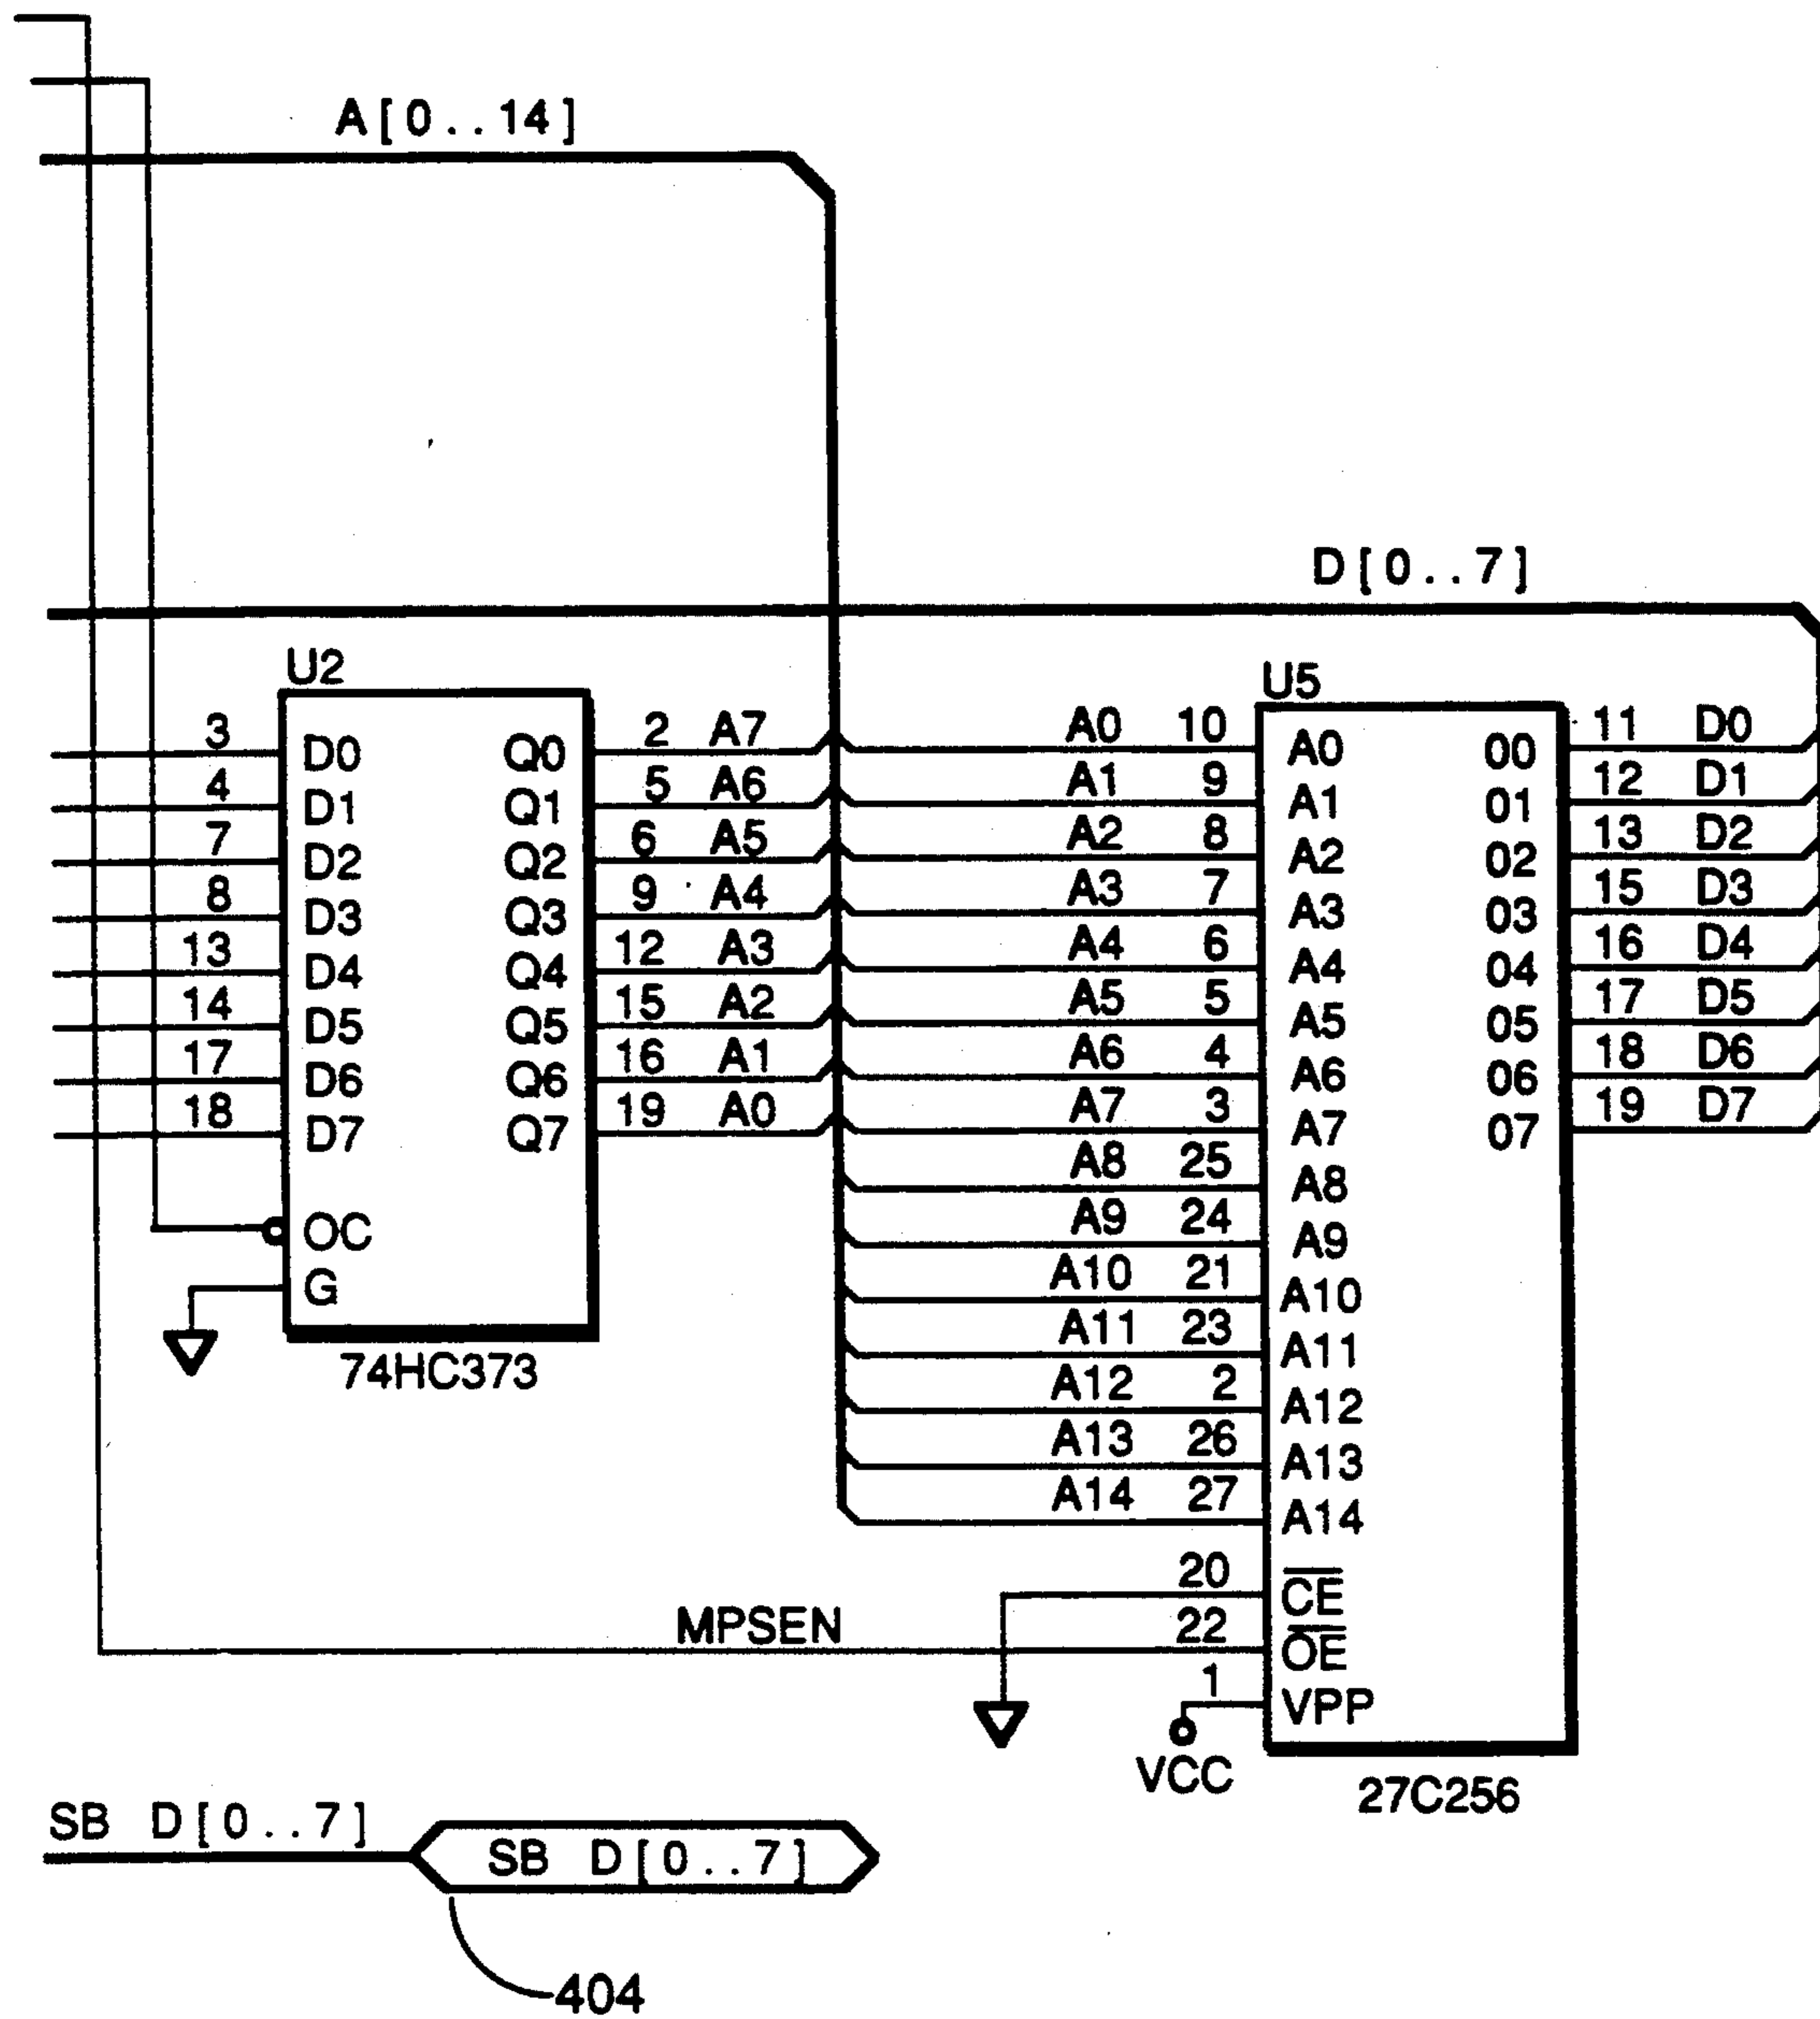 A[0..14]
D[0..7]
U2
3 D0 Q0 2 A7
4 D1 Q1 5 A6
7 D2 Q2 6 A5
8 D3 Q3 9 A4
13 D4 Q4 12 A3
14 D5 Q5 15 A2
17 D6 Q6 16 A1
18 D7 Q7 19 A0
OC
G
74HC373
U5
A0 10 A0 00 11 D0
A1 9 A1 01 12 D1
A2 8 A2 02 13 D2
A3 7 A3 03 15 D3
A4 6 A4 04 16 D4
A5 5 A5 05 17 D5
A6 4 A6 06 18 D6
A7 3 A7 07 19 D7
A8 25 A8
A9 24 A9
A10 21 A10
A11 23 A11
A12 2 A12
A13 26 A13
A14 27 A14
20 CE
MPSEN 22 OE
1 VPP
VCC
27C256
SB D[0..7]
SB D[0..7]
404